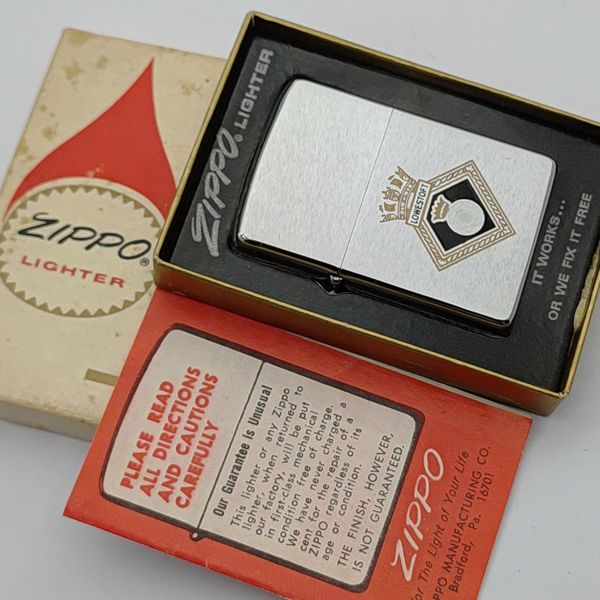 ZIPPO
LIGHTER
ZIPPO® LIGHTER
LOWESTOFT
IT WORKS...
OR WE FIX IT FREE
PLEASE READ
ALL DIRECTIONS
AND CAUTIONS
CAREFULLY
Our Guarantee Is Unusual
This lighter or any Zippo
lighter, when returned to
our factory, will be put
in first-class mechanical
condition free of charge.
We have never charged a
cent for the repair of a
ZIPPO regardless of its
age or condition.
THE FINISH, HOWEVER,
IS NOT GUARANTEED.
ZIPPO
For The Light of Your Life
PPO MANUFACTURING CO.
Bradford, Pa. 16701